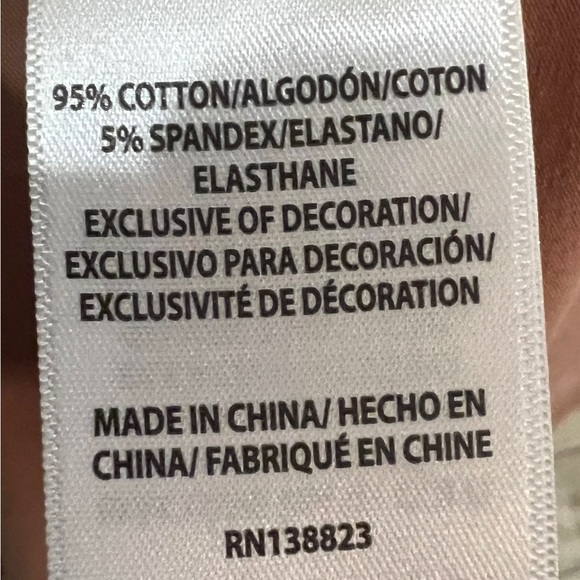 95% COTTON/ALGODÓN/COTON
5% SPANDEX/ELASTANO/
ELASTHANE
EXCLUSIVE OF DECORATION/
EXCLUSIVO PARA DECORACIÓN/
EXCLUSIVITÉ DE DÉCORATION
MADE IN CHINA/ HECHO EN
CHINA/ FABRIQUÉ EN CHINE
RN138823